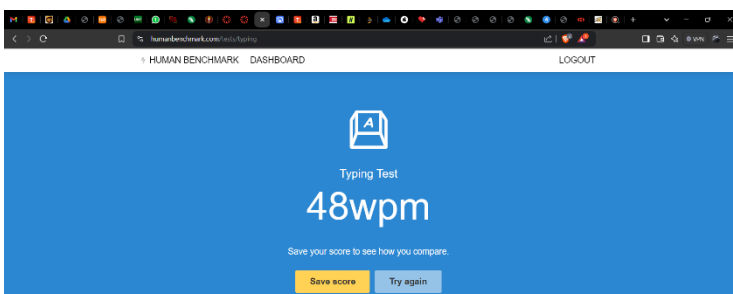 humanbenchmark.com/tests/typing
VPN
HUMAN BENCHMARK DASHBOARD LOGOUT
A
Typing Test
48wpm
Save your score to see how you compare.
Save score Try again